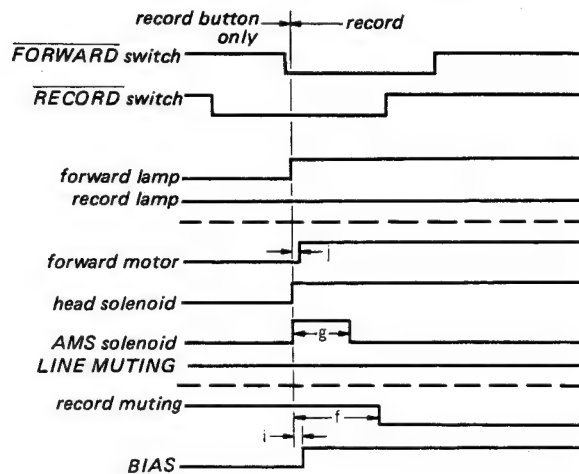 record button only
record
FORWARD switch
RECORD switch
forward lamp
record lamp
forward motor
j
head solenoid
AMS solenoid
g
LINE MUTING
record muting
f
i
BIAS